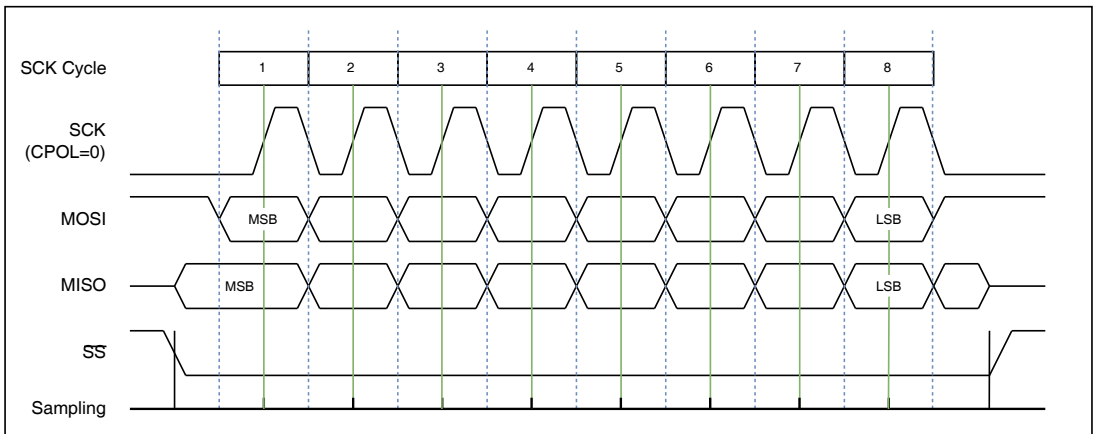 SCK Cycle 1 2 3 4 5 6 7 8
SCK
(CPOL=0)
MOSI MSB LSB
MISO MSB LSB
SS
Sampling